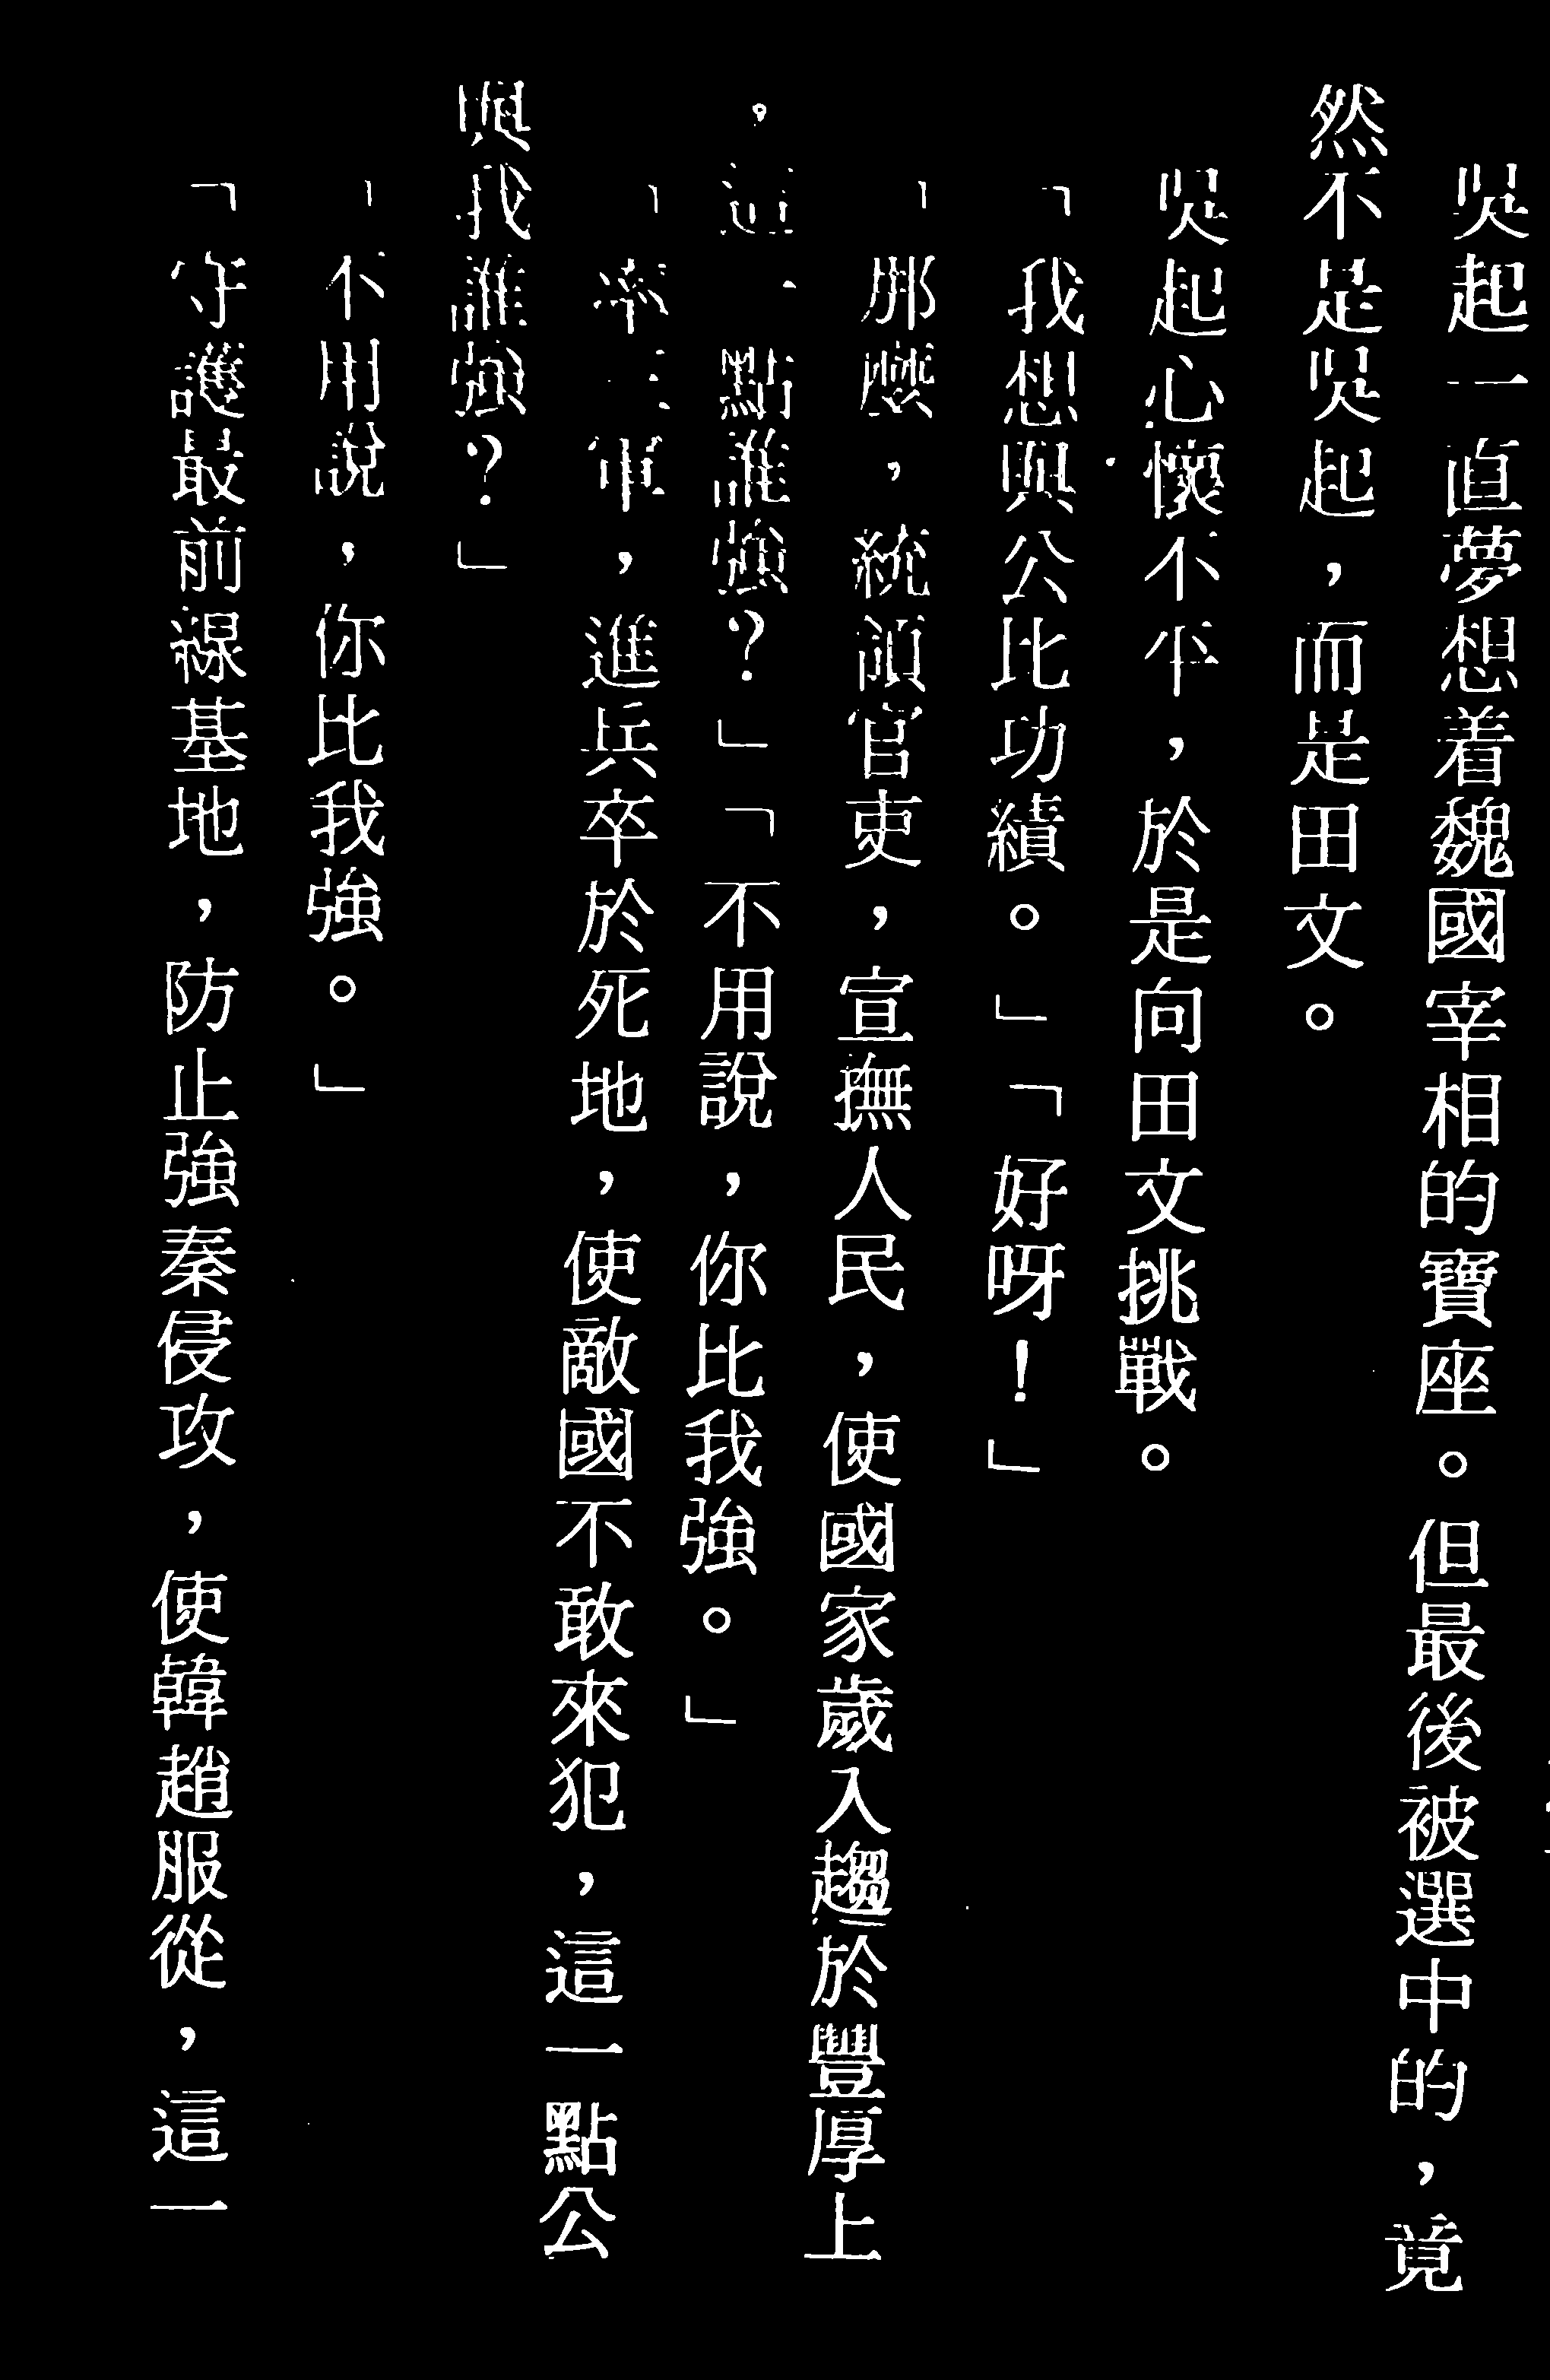 吳起一直夢想着魏國宰相的寶座。但最後被選中的，竟
然不是吳起，而是田文。
吳起心懷不平，於是向田文挑戰。
「我想與公比功績。」「好呀！」
「那麼，統領官吏，宣撫人民，使國家歲入趨於豐厚上
，這一點誰強？」「不用說，你比我強。」
「率三軍，進兵卒於死地，使敵國不敢來犯，這一點公
與我誰強？」
「不用說，你比我強。」
「守護最前線基地，防止強秦侵攻，使韓趙服從，這一